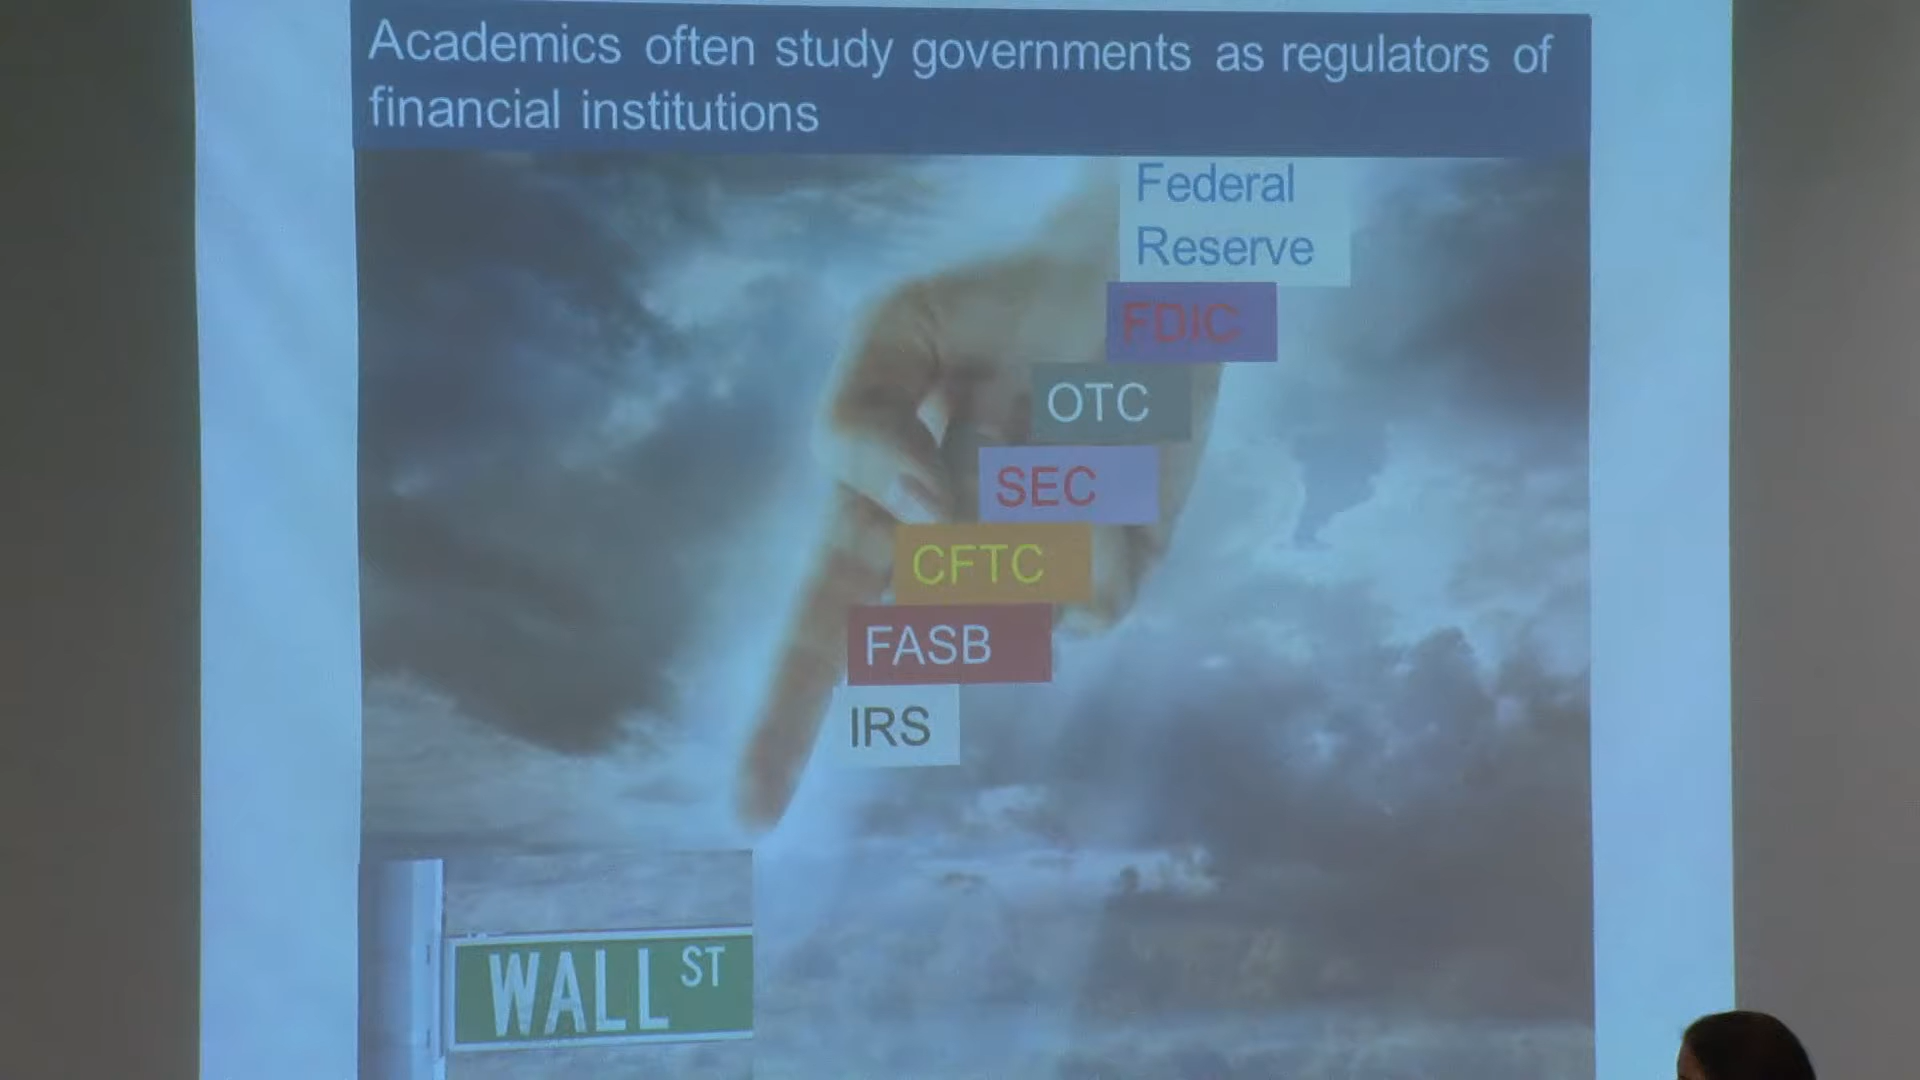 Academics often study governments as regulators of
financial institutions
Federal
Reserve
FDIC
OTC
SEC
CFTC
FASB
IRS
WALL ST